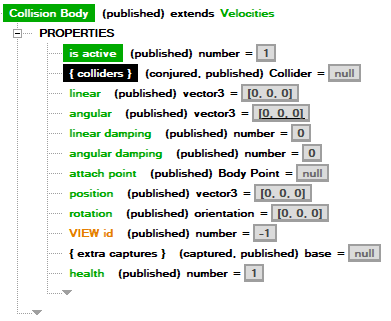 Collision Body (published) extends Velocities
PROPERTIES
is active (published) number = 1
{ colliders } (conjured, published) Collider = null
linear (published) vector3 = [0, 0, 0]
angular (published) vector3 = [0, 0, 0]
linear damping (published) number = 0
angular damping (published) number = 0
attach point (published) Body Point = null
position (published) vector3 = [0, 0, 0]
rotation (published) orientation = [0, 0, 0]
VIEW id (published) number = -1
{ extra captures } (captured, published) base = null
health (published) number = 1